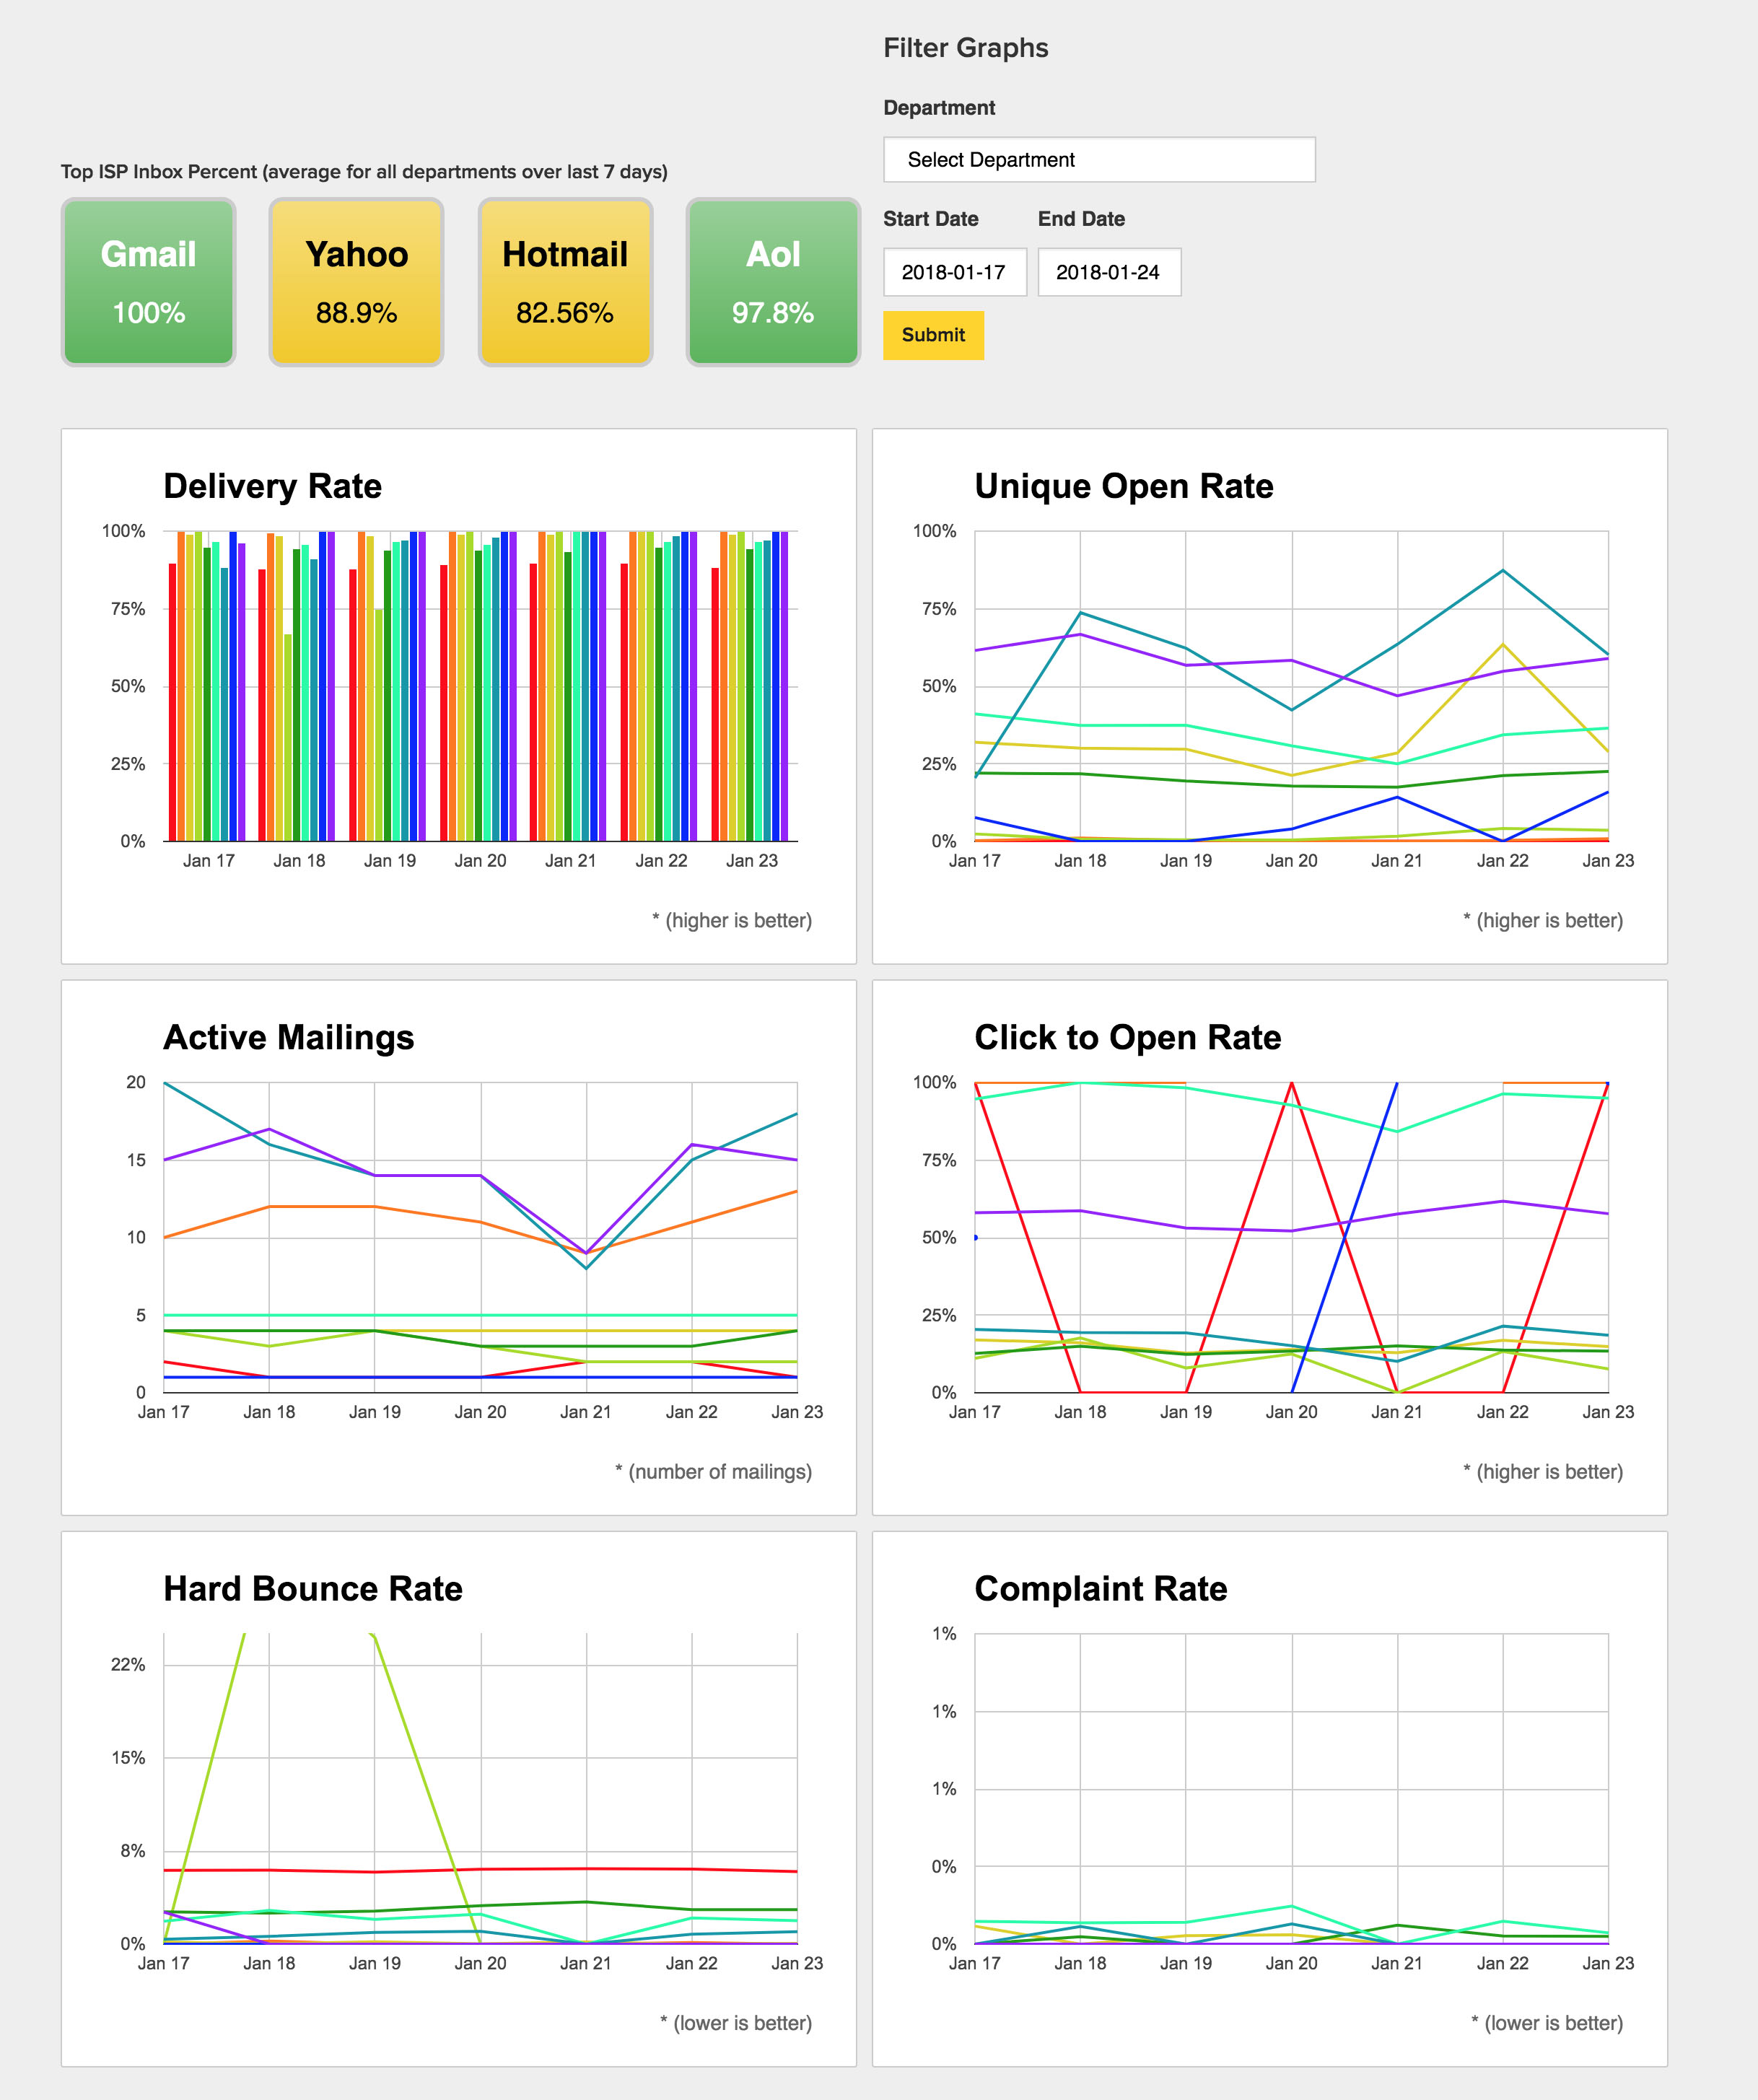 Filter Graphs
Department
Select Department
Top ISP Inbox Percent (average for all departments over last 7 days)
Start Date End Date
Gmail Yahoo Hotmail Aol
2018-01-17 2018-01-24
100% 88.9% 82.56% 97.8%
Submit
Delivery Rate
100%
75%
50%
25%
0%
Jan 17 Jan 18 Jan 19 Jan 20 Jan 21 Jan 22 Jan 23
* (higher is better)
Unique Open Rate
100%
75%
50%
25%
0%
Jan 17 Jan 18 Jan 19 Jan 20 Jan 21 Jan 22 Jan 23
* (higher is better)
Active Mailings
20
15
10
5
0
Jan 17 Jan 18 Jan 19 Jan 20 Jan 21 Jan 22 Jan 23
* (number of mailings)
Click to Open Rate
100%
75%
50%
25%
0%
Jan 17 Jan 18 Jan 19 Jan 20 Jan 21 Jan 22 Jan 23
* (higher is better)
Hard Bounce Rate
22%
15%
8%
0%
Jan 17 Jan 18 Jan 19 Jan 20 Jan 21 Jan 22 Jan 23
* (lower is better)
Complaint Rate
1%
1%
1%
0%
0%
Jan 17 Jan 18 Jan 19 Jan 20 Jan 21 Jan 22 Jan 23
* (lower is better)